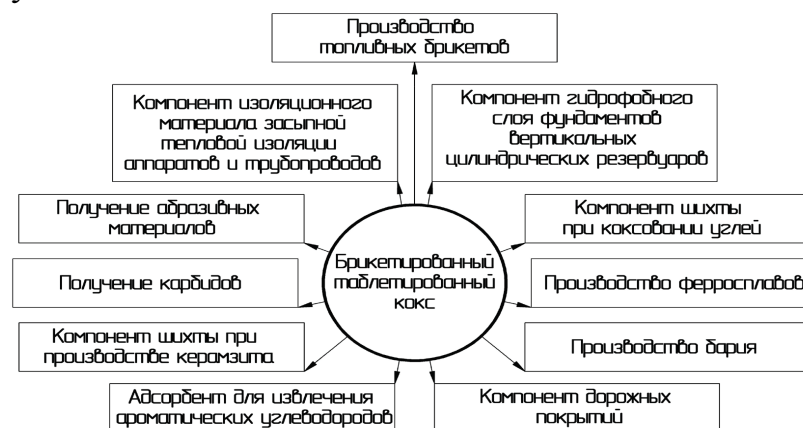 Производство
топливных брикетов
Компонент изоляционного
материала засыпной
тепловой изоляции
аппаратов и трубопроводов
Компонент гидрофобного
слоя фундаментов
вертикальных
цилиндрических резервуаров
Получение абразивных
материалов
Компонент шихты
при коксовании углей
Брикетированный
таблетированный
кокс
Получение карбидов
Производство ферросплавов
Компонент шихты при
производстве керамзита
Производство бария
Адсорбент для извлечения
ароматических углеводородов
Компонент дорожных
покрытий